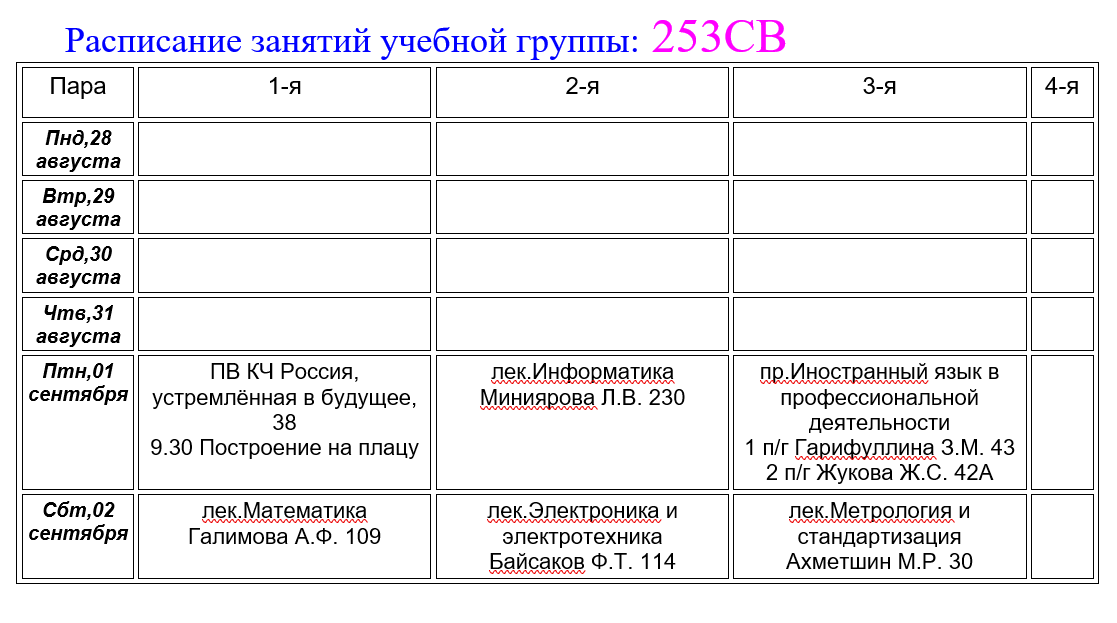 Расписание занятий учебной группы: 253СВ
Пара 1-я 2-я 3-я 4-я
Пнд,28
августа
Втр,29
августа
Срд,30
августа
Чтв,31
августа
Птн,01
сентября
ПВ КЧ Россия,
устремлённая в будущее,
38
9.30 Построение на плацу
лек.Информатика
Миниярова Л.В. 230
пр.Иностранный язык в
профессиональной
деятельности
1 п/г Гарифуллина З.М. 43
2 п/г Жукова Ж.С. 42А
Сбт,02
сентября
лек.Математика
Галимова А.Ф. 109
лек.Электроника и
электротехника
Байсаков Ф.Т. 114
лек.Метрология и
стандартизация
Ахметшин М.Р. 30